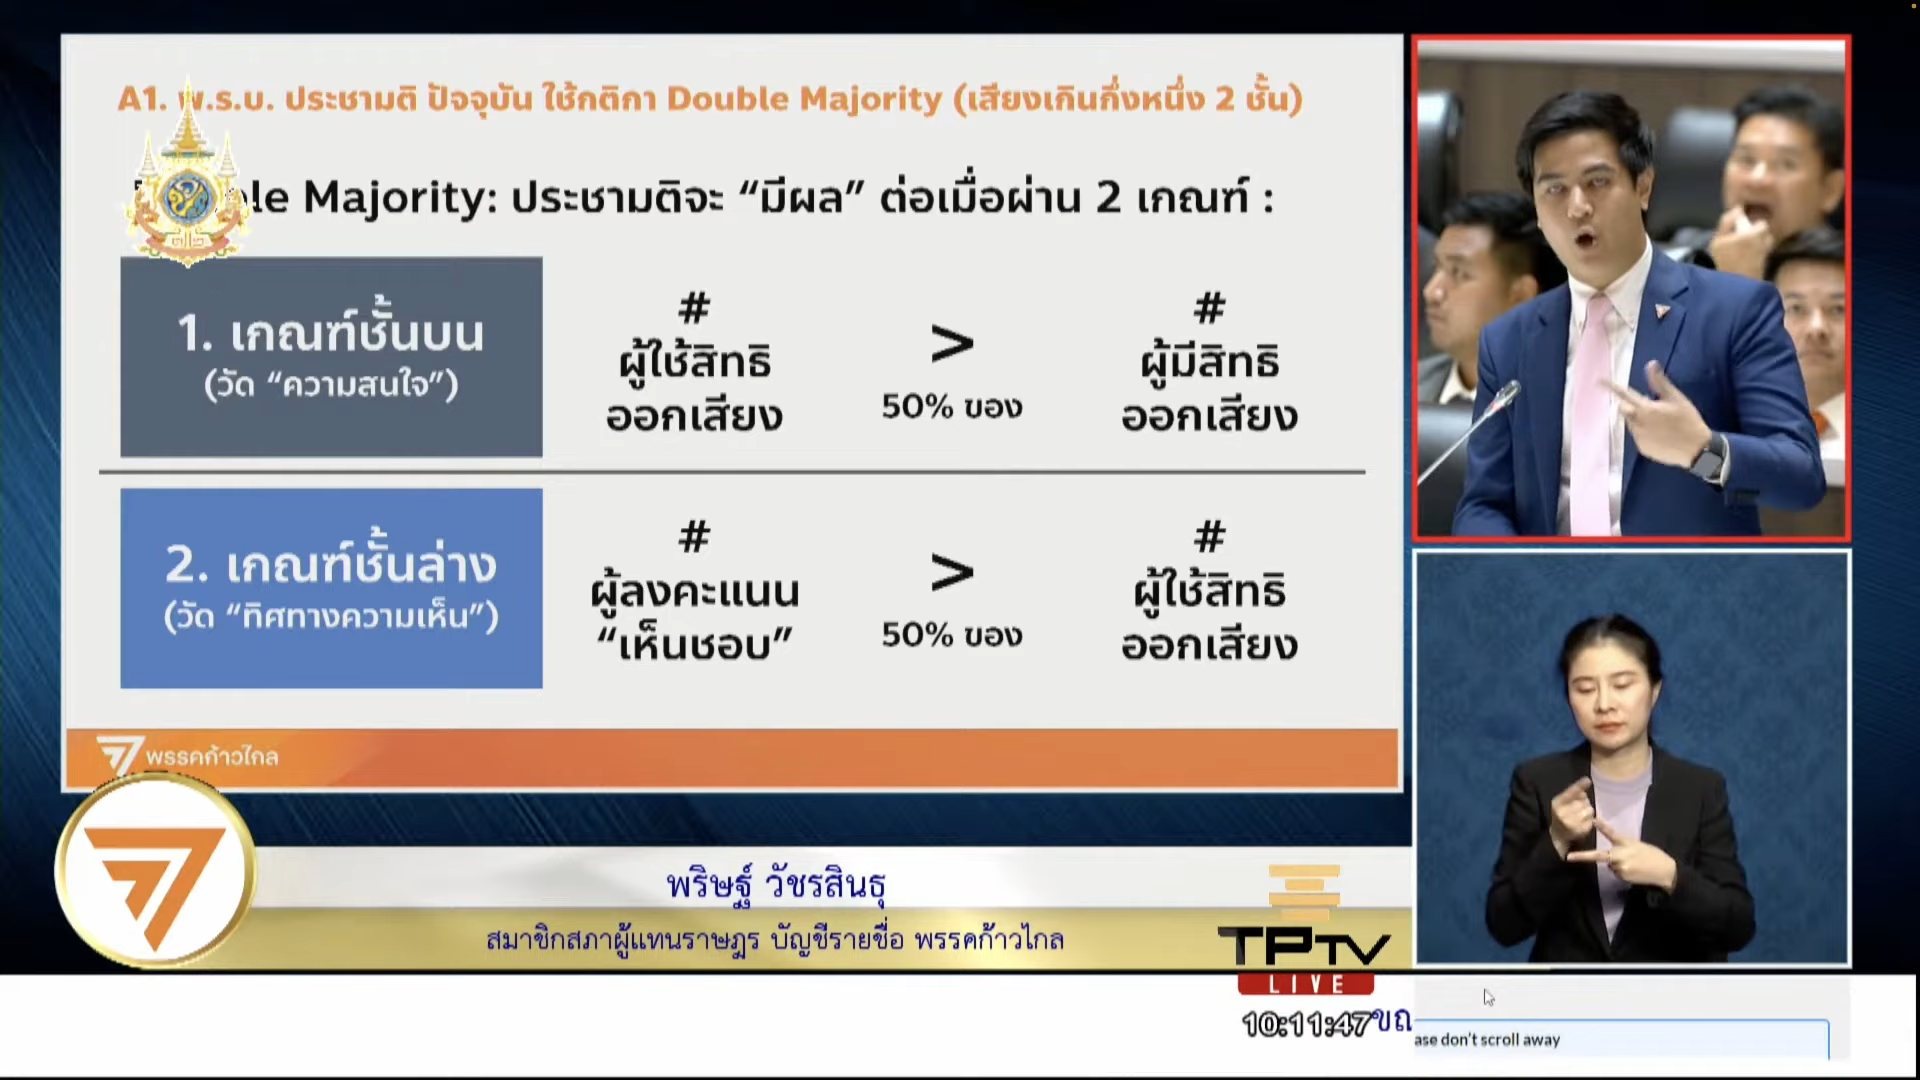 A1. พ.ร.บ. ประชามติ ปัจจุบัน ใช้กติกา Double Majority (เสียงเกินกึ่งหนึ่ง 2 ชั้น)
Majority: ประชามติจะ “มีผล” ต่อเมื่อผ่าน 2 เกณฑ์ :
1. เกณฑ์ชั้นบน
(วัด “ความสนใจ”)
#
ผู้ใช้สิทธิ
ออกเสียง
>
50% ของ
#
ผู้มีสิทธิ
ออกเสียง
2. เกณฑ์ชั้นล่าง
(วัด “ทิศทางความเห็น”)
#
ผู้ลงคะแนน
“เห็นชอบ”
>
50% ของ
#
ผู้ใช้สิทธิ
ออกเสียง
พรรคก้าวไกล
พริษฐ์ วัชรสินธุ
สมาชิกสภาผู้แทนราษฎร บัญชีรายชื่อ พรรคก้าวไกล
TPTV
LIVE
10:11:47
don't scroll away